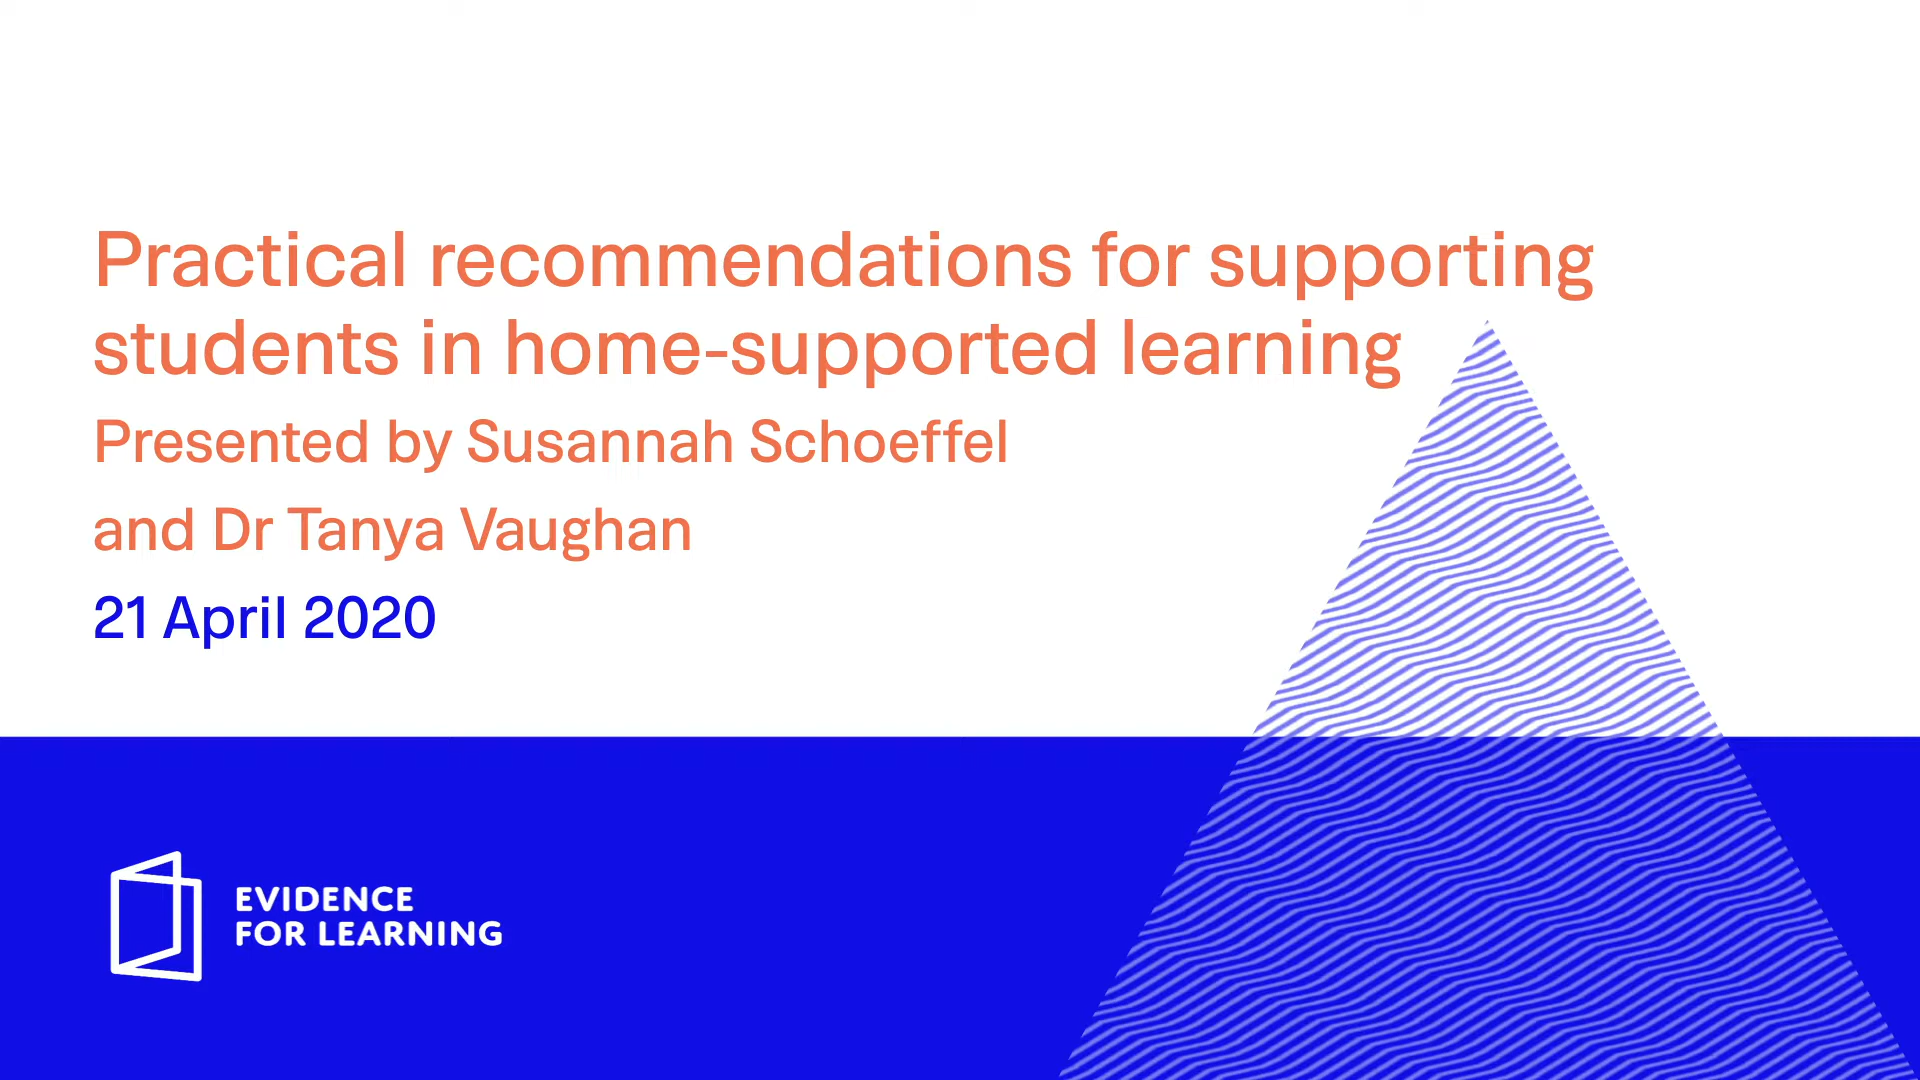 Practical recommendations for supporting
students in home-supported learning
Presented by Susannah Schoeffel
and Dr Tanya Vaughan
21 April 2020
EVIDENCE
FOR LEARNING